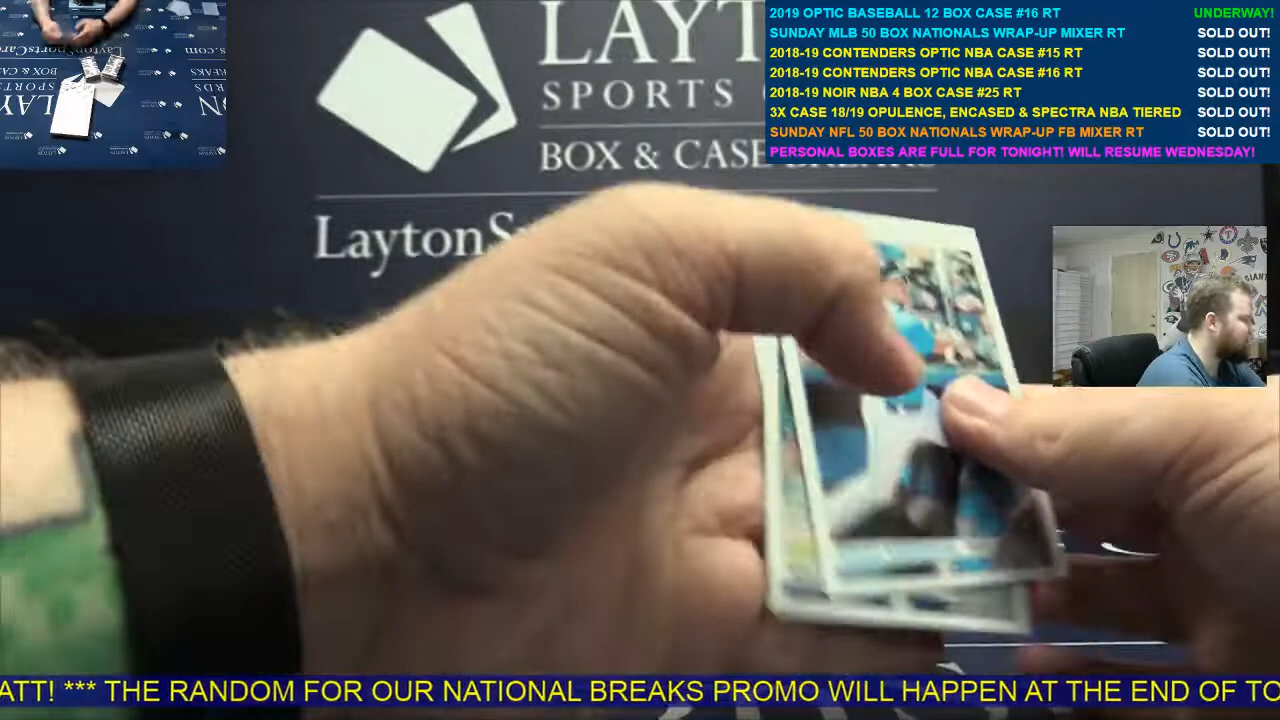 2019 OPTIC BASEBALL 12 BOX CASE #16 RT UNDERWAY!
SUNDAY MLB 50 BOX NATIONALS WRAP-UP MIXER RT SOLD OUT!
2018-19 CONTENDERS OPTIC NBA CASE #15 RT SOLD OUT!
2018-19 CONTENDERS OPTIC NBA CASE #16 RT SOLD OUT!
2018-19 NOIR NBA 4 BOX CASE #25 RT SOLD OUT!
3X CASE 18/19 OPULENCE, ENCASED & SPECTRA NBA TIERED SOLD OUT!
SUNDAY NFL 50 BOX NATIONALS WRAP-UP FB MIXER RT SOLD OUT!
PERSONAL BOXES ARE FULL FOR TONIGHT! WILL RESUME WEDNESDAY!
LAYT
SPORTS
BOX & CASE BREAKS
LaytonSp
ATT! *** THE RANDOM FOR OUR NATIONAL BREAKS PROMO WILL HAPPEN AT THE END OF TO